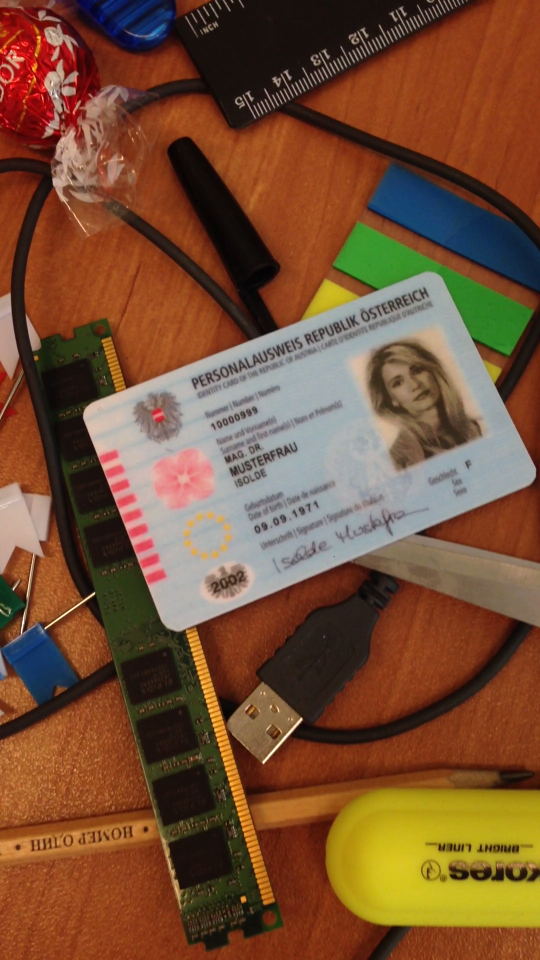 INCH
15 14 13 12 11
PERSONALAUSWEIS REPUBLIK ÖSTERREICH
IDENTITY CARD OF THE REPUBLIC OF AUSTRIA | CARTE D'IDENTITÉ RÉPUBLIQUE D'AUTRICHE
Nummer | Number | Numéro
10000999
Name und Vorname(n)
Surname and first name(s) | Nom et Prénom(s)
MAG. DR.
MUSTERFRAU
ISOLDE
Geburtsdatum
Date of birth | Date de naissance
09.09.1971
Geschlecht F
Sex
Sexe
Unterschrift | Signature | Signature du titulaire
Isolde Musterfrau
2002
НОМЕР ОДИН
kores®
BRIGHT LINER